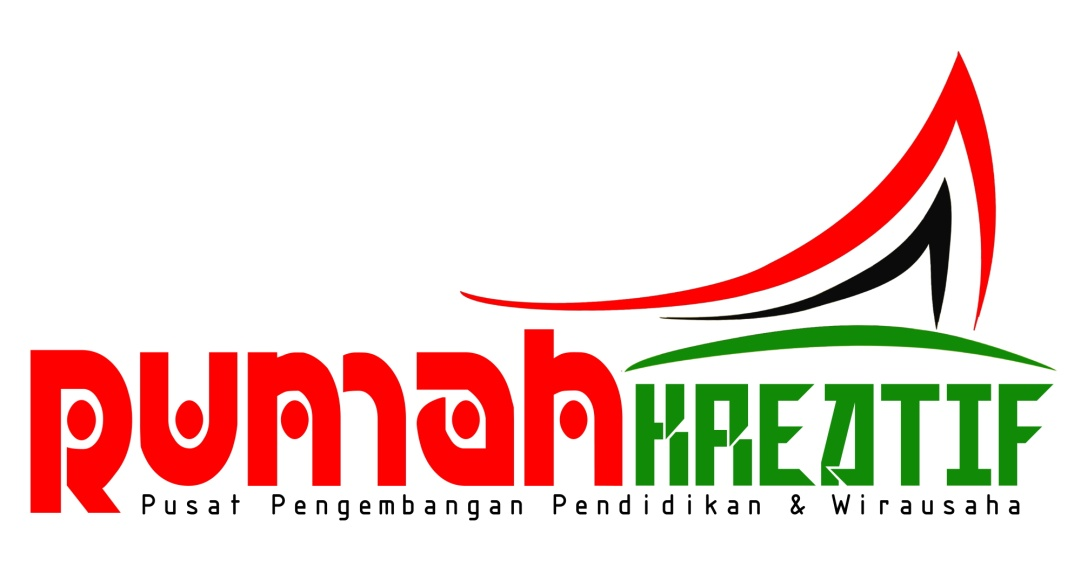 Rumah KREATIF
Pusat Pengembangan Pendidikan & Wirausaha